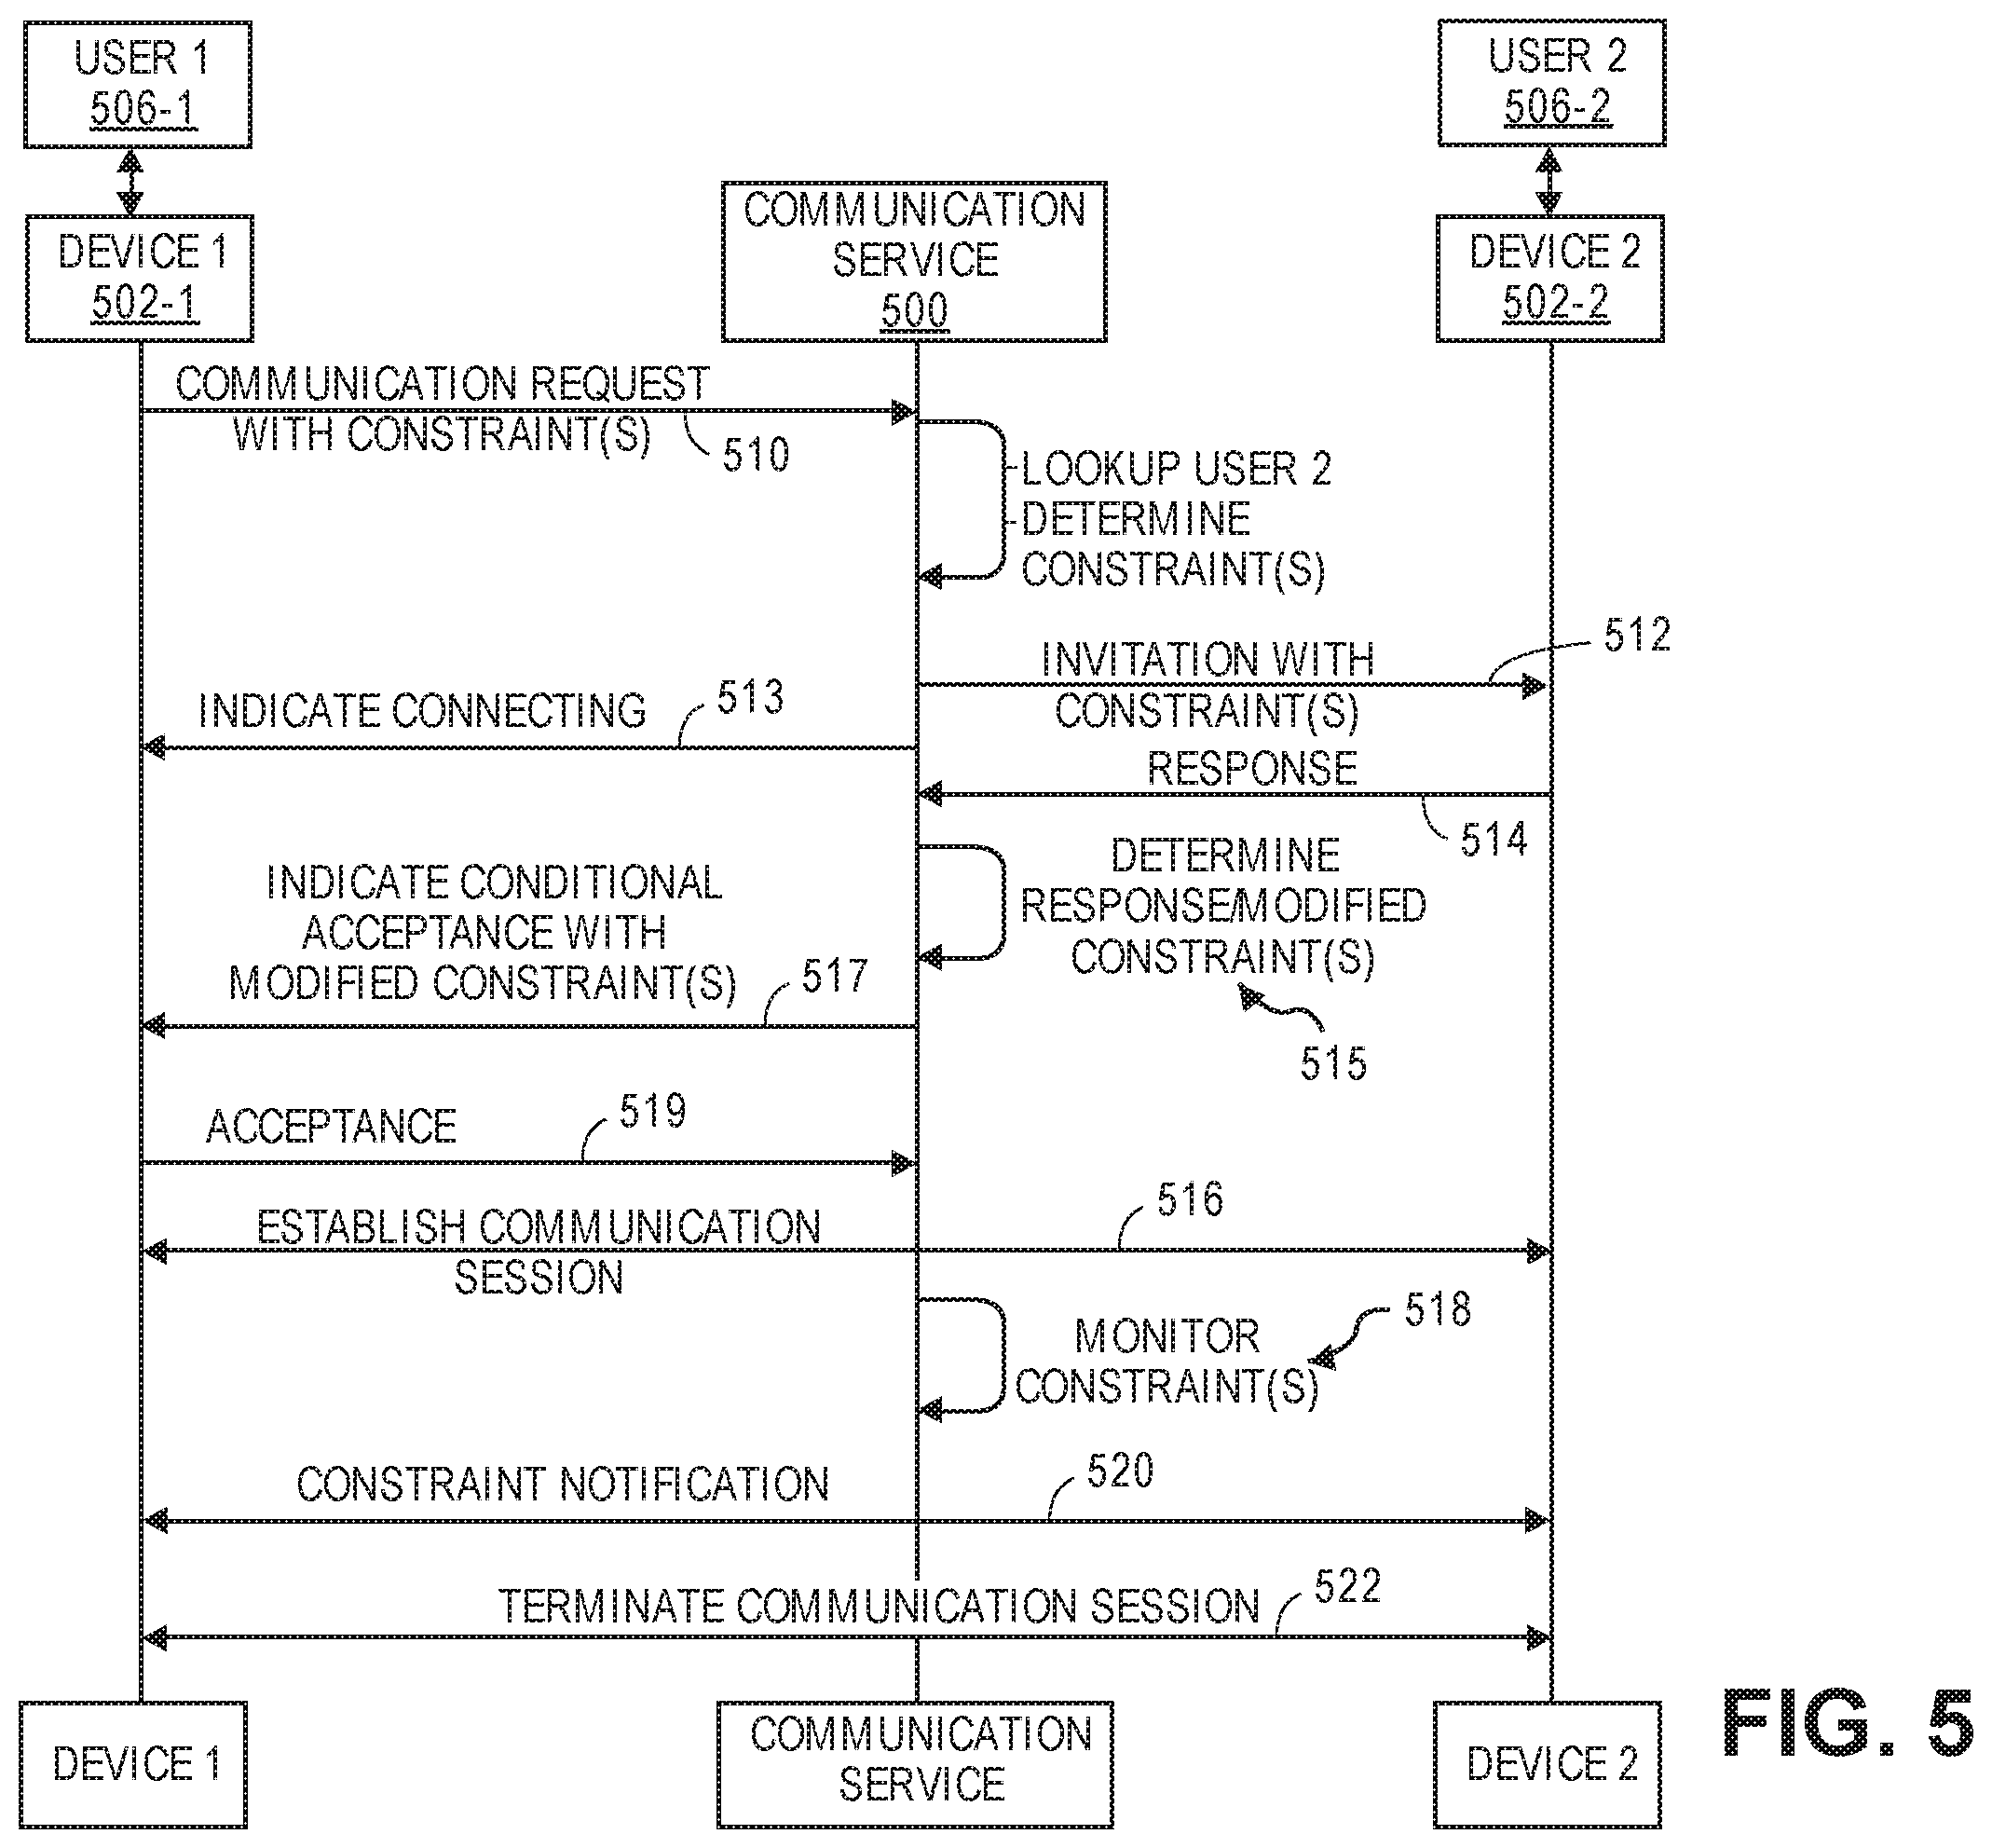 USER 1
506-1
USER 2
506-2
DEVICE 1
502-1
COMMUNICATION
SERVICE
500
DEVICE 2
502-2
COMMUNICATION REQUEST
WITH CONSTRAINT(S)
510
-LOOKUP USER 2
-DETERMINE
CONSTRAINT(S)
INVITATION WITH
CONSTRAINT(S)
512
INDICATE CONNECTING
513
RESPONSE
514
DETERMINE
RESPONSE/MODIFIED
CONSTRAINT(S)
515
INDICATE CONDITIONAL
ACCEPTANCE WITH
MODIFIED CONSTRAINT(S)
517
ACCEPTANCE
519
ESTABLISH COMMUNICATION
SESSION
516
MONITOR
CONSTRAINT(S)
518
CONSTRAINT NOTIFICATION
520
TERMINATE COMMUNICATION SESSION
522
DEVICE 1
COMMUNICATION
SERVICE
DEVICE 2
FIG. 5